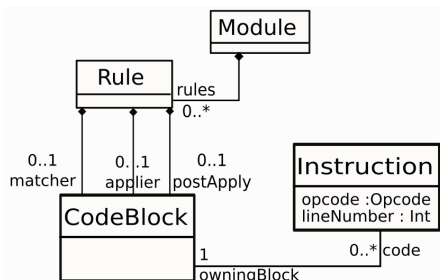 Module
Rule
rules
0..*
0..1
0..1
0..1
matcher
applier
postApply
Instruction
opcode :Opcode
lineNumber : Int
CodeBlock
1
0..* code
owningBlock